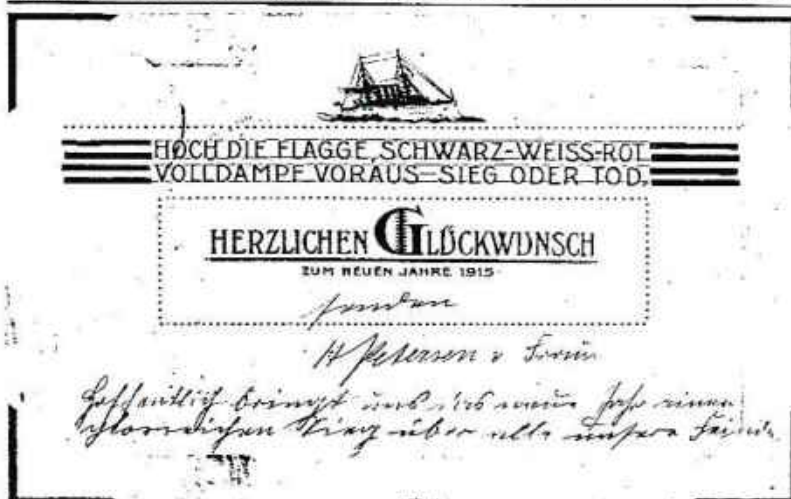 HOCH DIE FLAGGE, SCHWARZ-WEISS-ROT
VOLLDAMPF VORAUS-SIEG ODER TOD.
HERZLICHEN GLÜCKWUNSCH
ZUM NEUEN JAHRE 1915
senden
H Petersen u Frau
Hoffentlich bringt uns das neue Jahr einen
glorreichen Sieg über alle unsere Feinde